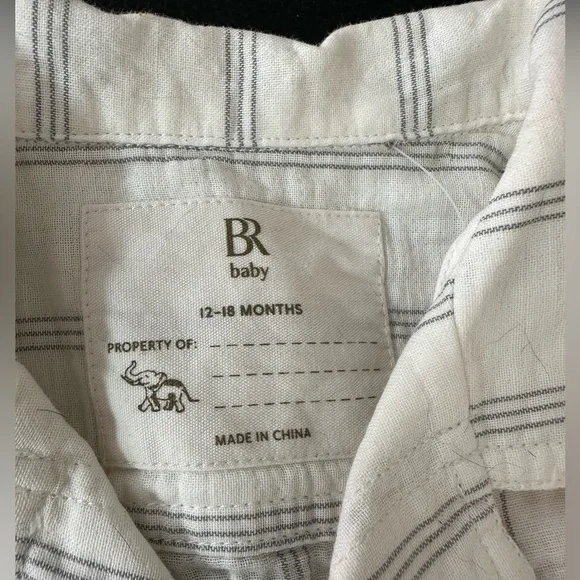 BR
baby
12-18 MONTHS
PROPERTY OF:
MADE IN CHINA